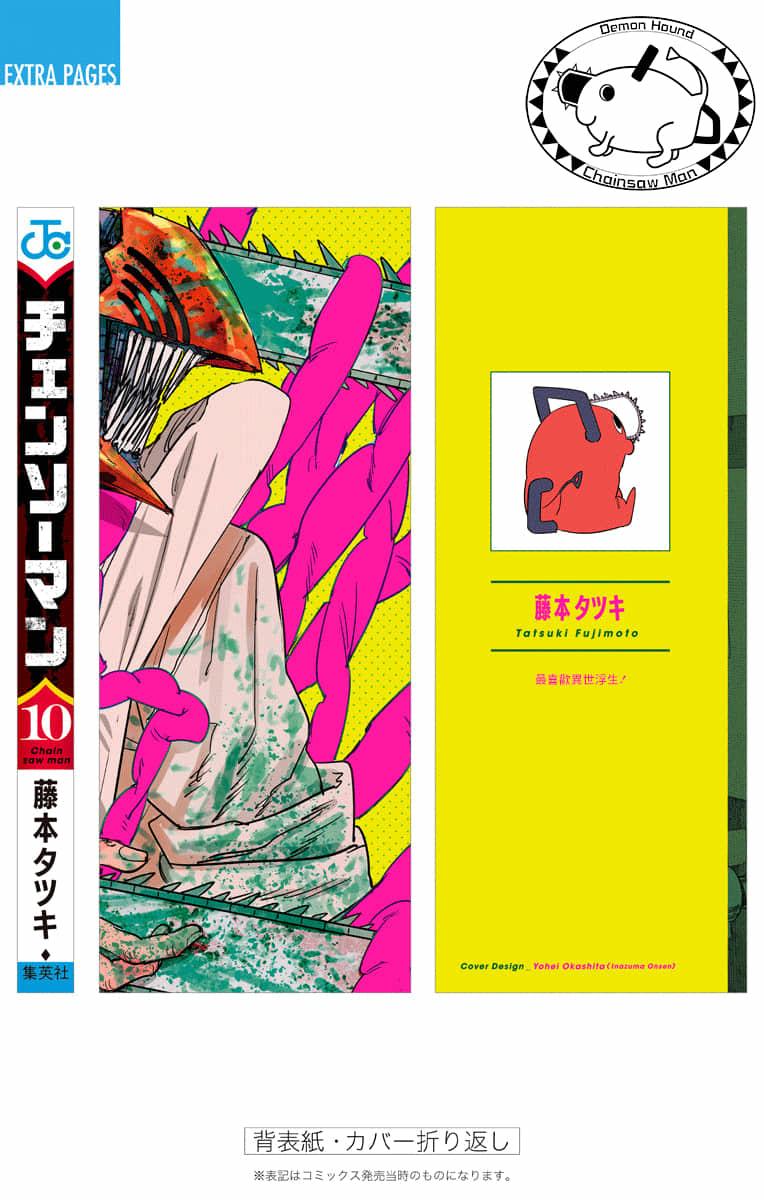 EXTRA PAGES
Demon Hound
Chainsaw Man
チェンソーマン
10
Chain
saw man
藤本タツキ
集英社
藤本タツキ
Tatsuki Fujimoto
最喜歡異世浮生!
Cover Design_Yohei Okashita(Inazuma Onsen)
背表紙・カバー折り返し
※表記はコミックス発売当時のものになります。